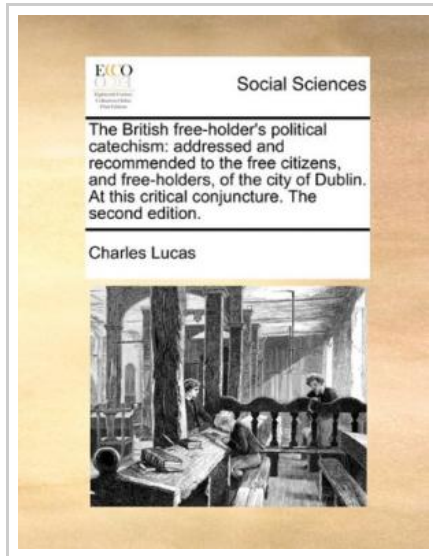 ECCO
Social Sciences
The British free-holder's political
catechism: addressed and
recommended to the free citizens,
and free-holders, of the city of Dublin.
At this critical conjuncture. The
second edition.
Charles Lucas